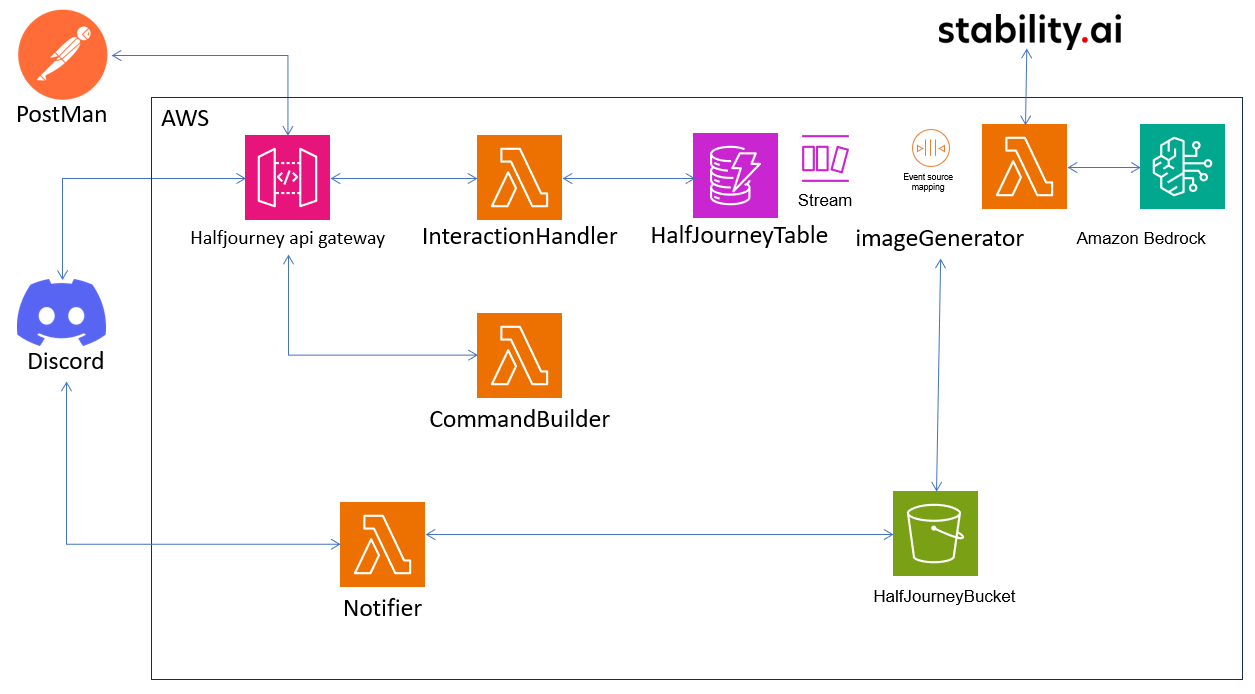 stability.ai
PostMan
AWS
Stream
Event source
mapping
Halfjourney api gateway
InteractionHandler
HalfJourneyTable
imageGenerator
Amazon Bedrock
Discord
CommandBuilder
Notifier
HalfJourneyBucket